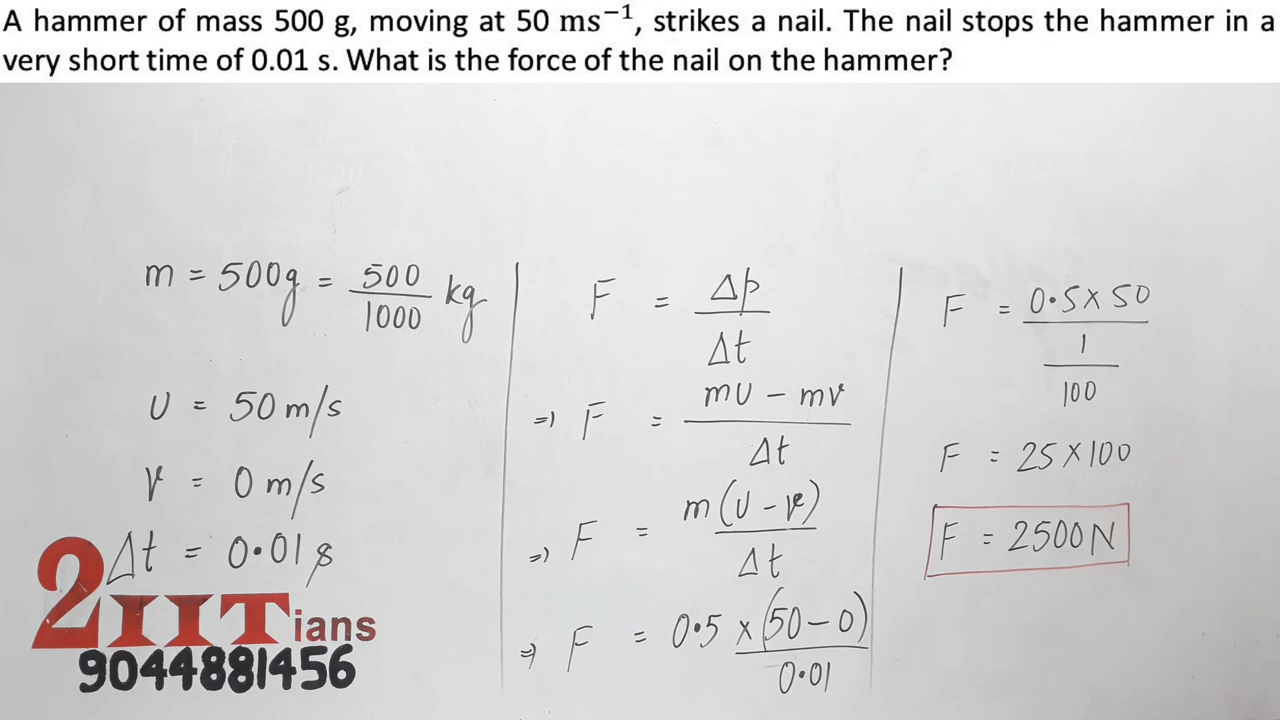 A hammer of mass 500 g, moving at 50 ms⁻¹, strikes a nail. The nail stops the hammer in a
very short time of 0.01 s. What is the force of the nail on the hammer?
m = 500g = 500/1000 kg
U = 50 m/s
V = 0 m/s
Δt = 0.01 s
2IITians
9044881456
F = Δp/Δt
⇒ F = mU - mv/Δt
⇒ F = m(U - v)/Δt
⇒ F = 0.5 × (50 - 0)/0.01
F = 0.5 × 50/1/100
F = 25 × 100
F = 2500 N